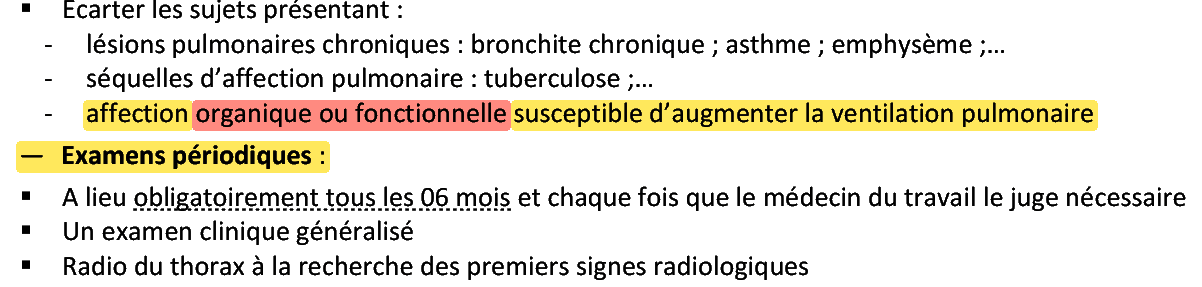 ▪ Ecarter les sujets présentant :
- lésions pulmonaires chroniques : bronchite chronique ; asthme ; emphysème ;…
- séquelles d’affection pulmonaire : tuberculose ;…
- affection organique ou fonctionnelle susceptible d’augmenter la ventilation pulmonaire
— Examens périodiques :
▪ A lieu obligatoirement tous les 06 mois et chaque fois que le médecin du travail le juge nécessaire
▪ Un examen clinique généralisé
▪ Radio du thorax à la recherche des premiers signes radiologiques